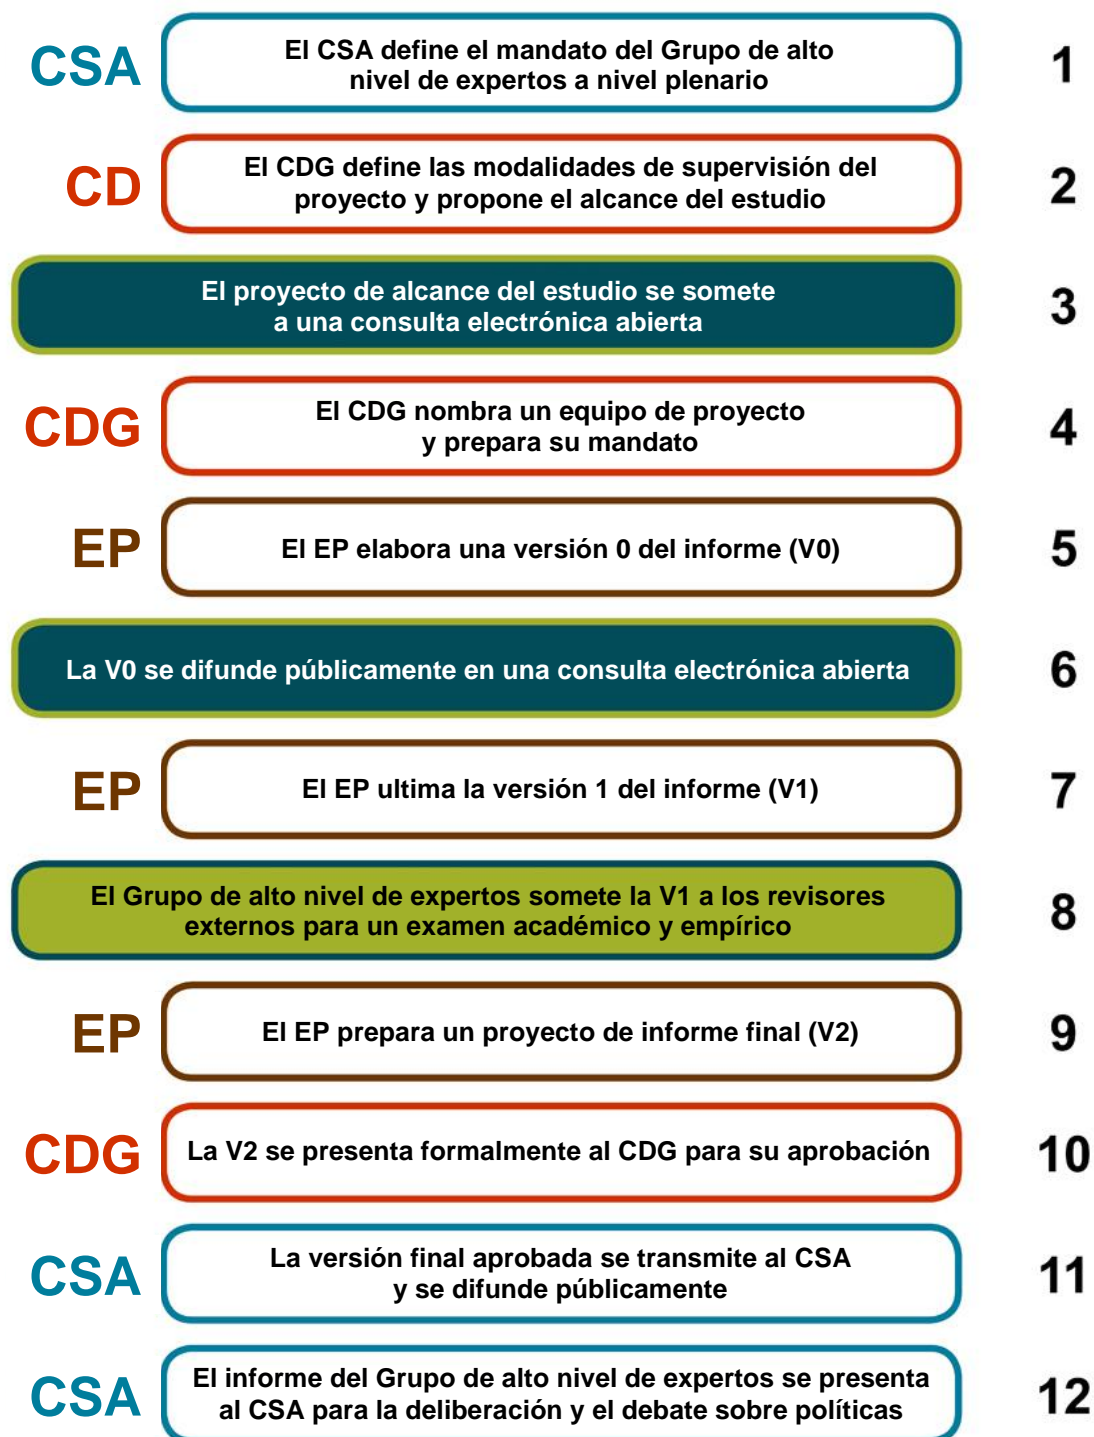 CSA
El CSA define el mandato del Grupo de alto
nivel de expertos a nivel plenario
1
CD
El CDG define las modalidades de supervisión del
proyecto y propone el alcance del estudio
2
El proyecto de alcance del estudio se somete
a una consulta electrónica abierta
3
CDG
El CDG nombra un equipo de proyecto
y prepara su mandato
4
EP
El EP elabora una versión 0 del informe (V0)
5
La V0 se difunde públicamente en una consulta electrónica abierta
6
EP
El EP ultima la versión 1 del informe (V1)
7
El Grupo de alto nivel de expertos somete la V1 a los revisores
externos para un examen académico y empírico
8
EP
El EP prepara un proyecto de informe final (V2)
9
CDG
La V2 se presenta formalmente al CDG para su aprobación
10
CSA
La versión final aprobada se transmite al CSA
y se difunde públicamente
11
CSA
El informe del Grupo de alto nivel de expertos se presenta
al CSA para la deliberación y el debate sobre políticas
12